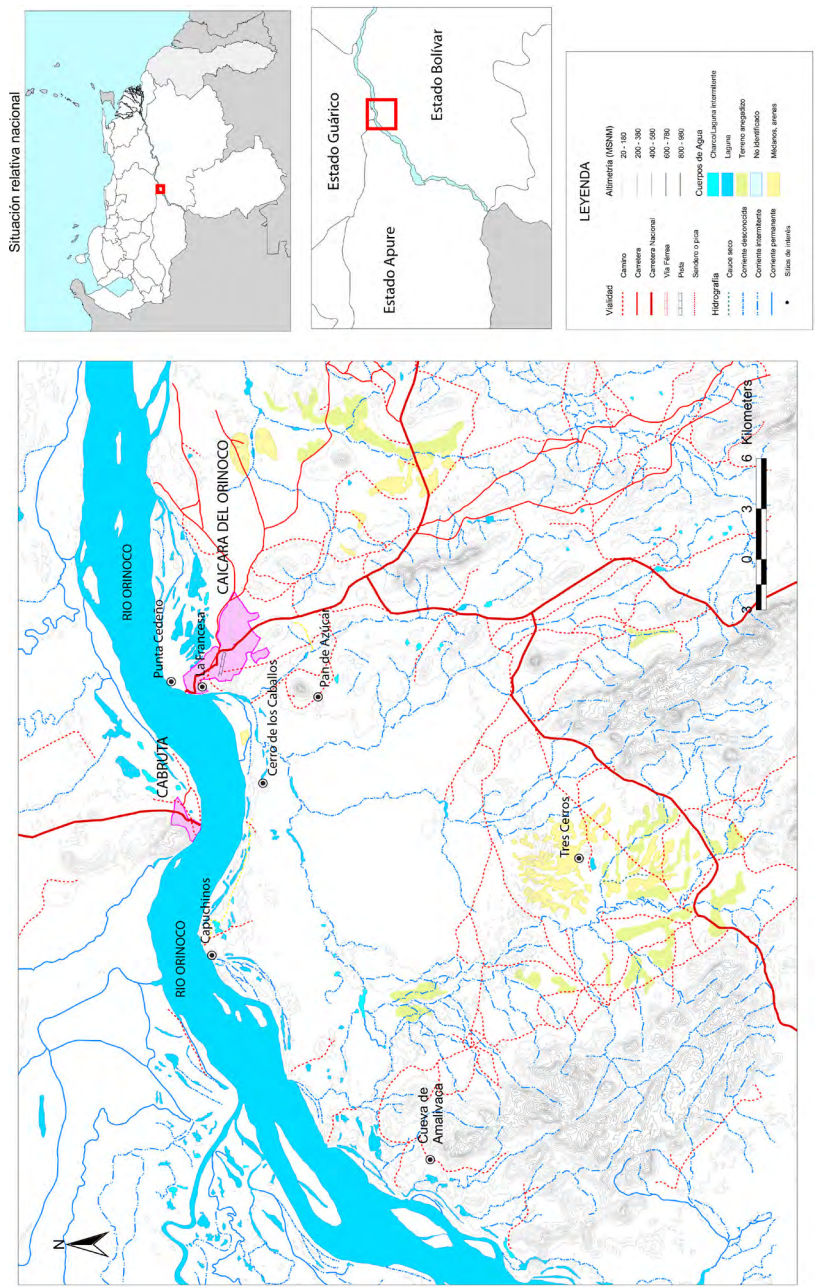 Situación relativa nacional
Estado Guárico
Estado Apure
Estado Bolívar
LEYENDA
Vialidad
Camino
Carretera
Carretera Nacional
Vía Férrea
Pista
Sendero o pica
Hidrografía
Cauce seco
Corriente desconocida
Corriente intermitente
Corriente permanente
Sitios de interés
Altimetría (MSNM)
20 - 180
200 - 380
400 - 580
600 - 780
800 - 980
Cuerpos de Agua
Charco/Laguna intermitente
Laguna
Terreno anegadizo
No identificado
Médanos, arenas
N
RIO ORINOCO
CABRUTA
Punta Cedeño
RIO ORINOCO
Capuchinos
La Francesa
CAICARA DEL ORINOCO
Cerro de los Caballos
Pan de Azúcar
Cueva de
Amalivaca
Tres Cerros
3 0 3 6 Kilometers